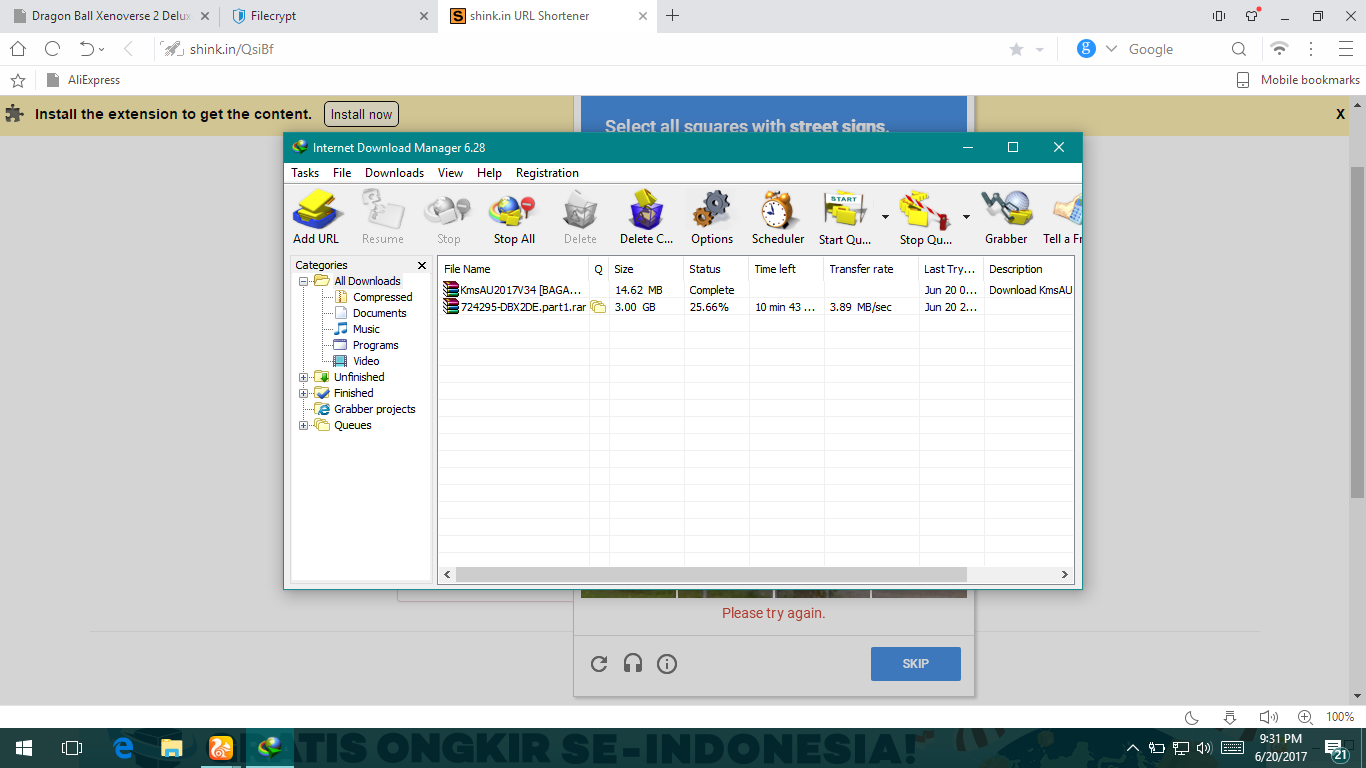 Dragon Ball Xenoverse 2 Delux
Filecrypt
shink.in URL Shortener
shink.in/QsiBf
Google
AliExpress
Mobile bookmarks
Install the extension to get the content.
Install now
X
Select all squares with street signs.
Internet Download Manager 6.28
Tasks File Downloads View Help Registration
START
Add URL Resume Stop Stop All Delete Delete C... Options Scheduler Start Qu... Stop Qu... Grabber Tell a Fr
Categories
All Downloads
Compressed
Documents
Music
Programs
Video
Unfinished
Finished
Grabber projects
Queues
File Name Q Size Status Time left Transfer rate Last Try... Description
KmsAU2017V34 [BAGA... 14.62 MB Complete Jun 20 0... Download KmsAU
724295-DBX2DE.part1.rar 3.00 GB 25.66% 10 min 43 ... 3.89 MB/sec Jun 20 2...
Please try again.
SKIP
100%
ATIS ONGKIR SE-INDONESIA!
9:31 PM
6/20/2017
21